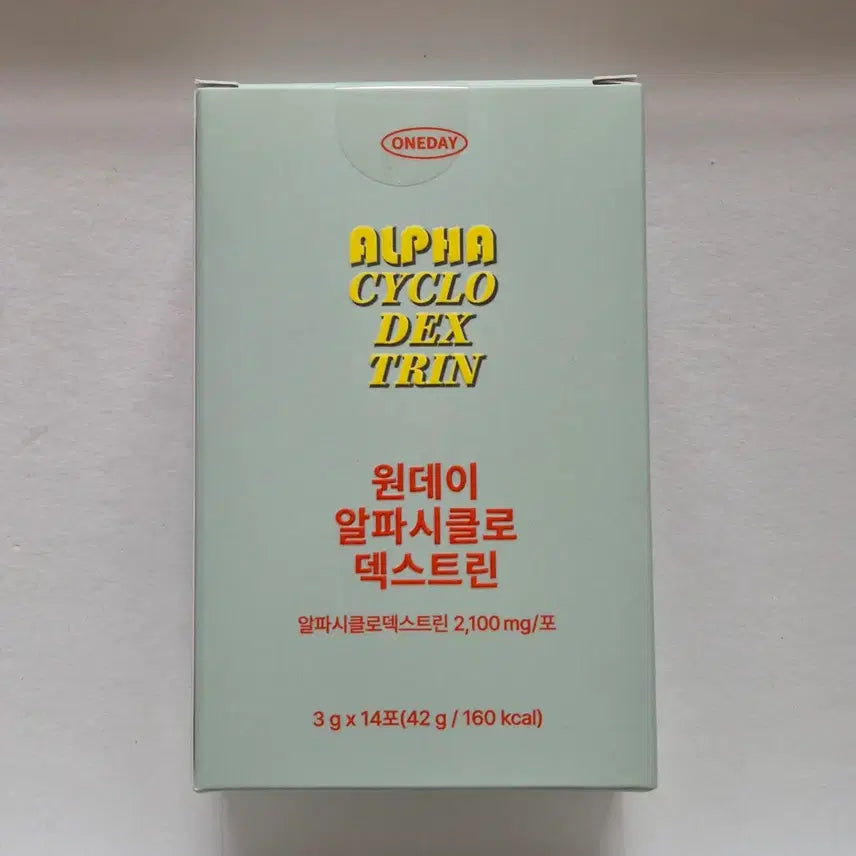 ONEDAY
ALPHA
CYCLO
DEX
TRIN
원데이
알파시클로
덱스트린
알파시클로덱스트린 2,100 mg/포
3 g x 14포(42 g / 160 kcal)